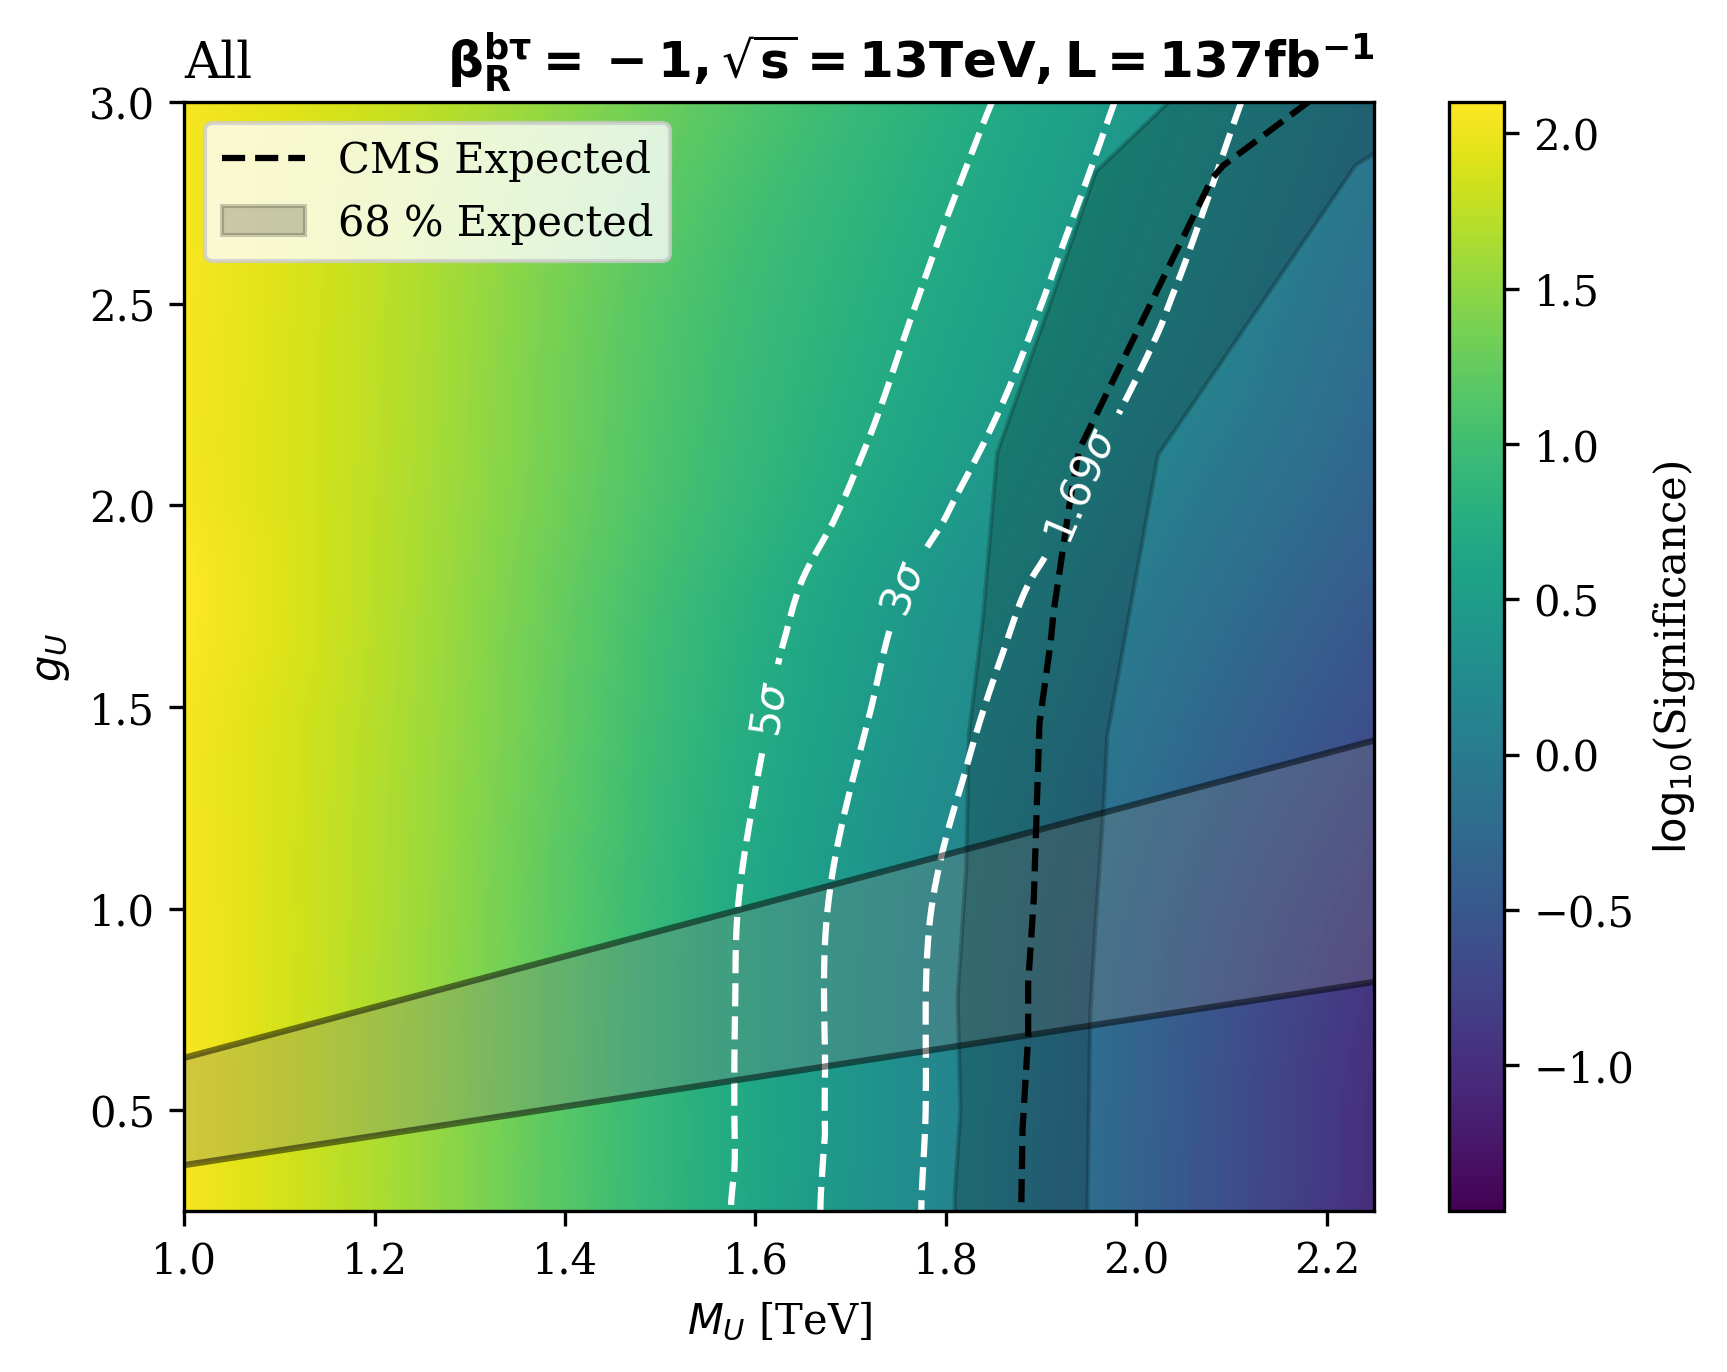 All
β_R^{bτ} = −1, √s = 13TeV, L = 137fb⁻¹
CMS Expected
68 % Expected
3.0
2.5
2.0
1.5
1.0
0.5
g_U
5σ
3σ
1.69σ
1.0
1.2
1.4
1.6
1.8
2.0
2.2
M_U [TeV]
2.0
1.5
1.0
0.5
0.0
−0.5
−1.0
log₁₀(Significance)